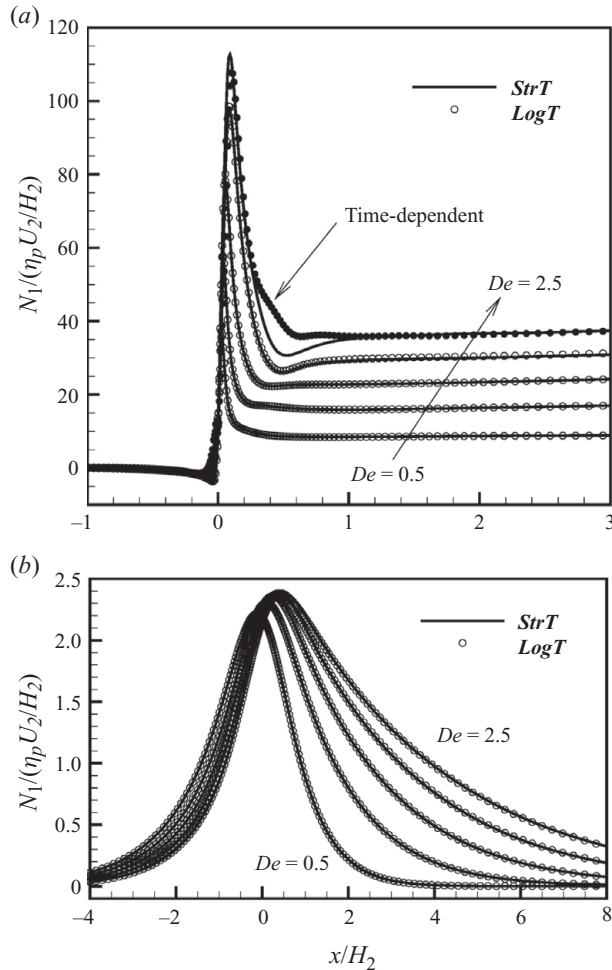 (a)
120
100
80
60
40
20
0
N₁/(ηₚU₂/H₂)
StrT
LogT
Time-dependent
De = 2.5
De = 0.5
–1 0 1 2 3
(b)
2.5
2.0
1.5
1.0
0.5
0
N₁/(ηₚU₂/H₂)
StrT
LogT
De = 2.5
De = 0.5
–4 –2 0 2 4 6 8
x/H₂